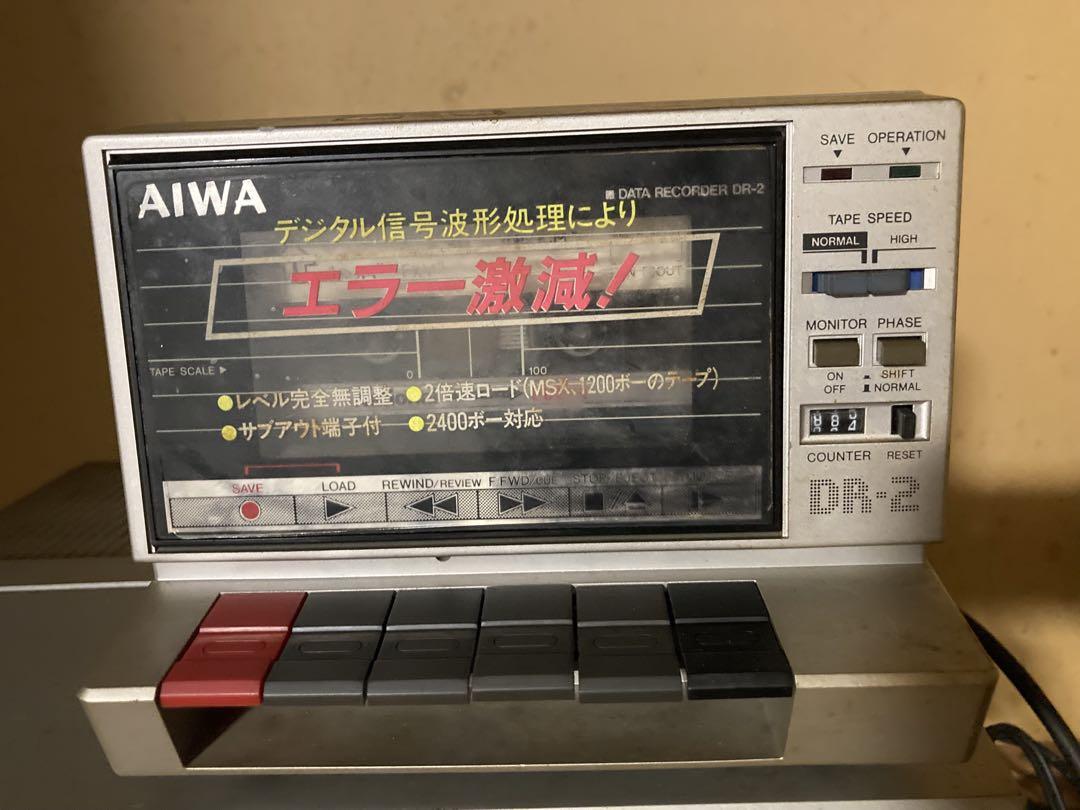 AIWA
DATA RECORDER DR-2
デジタル信号波形処理により
エラー激減!
OUT
TAPE SCALE ▶
0
100
レベル完全無調整
2倍速ロード(MSX、1200ボーのテープ)
サブアウト端子付
2400ボー対応
SAVE
LOAD
REWIND/REVIEW
F.FWD/CUE
STOP/EJECT
SAVE OPERATION
TAPE SPEED
NORMAL HIGH
MONITOR PHASE
ON
OFF
SHIFT
NORMAL
COUNTER RESET
DR-2